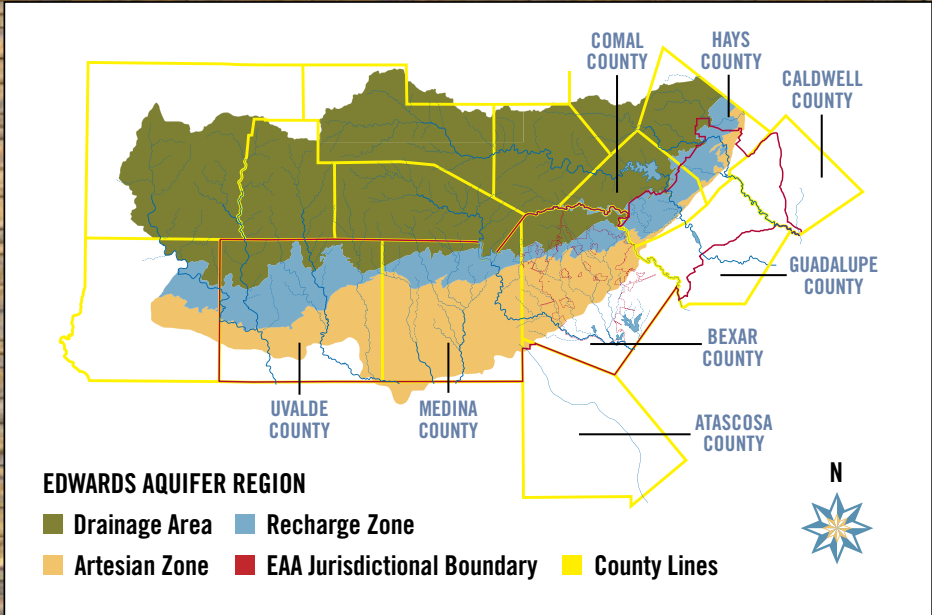 COMAL
COUNTY
HAYS
COUNTY
CALDWELL
COUNTY
GUADALUPE
COUNTY
BEXAR
COUNTY
UVALDE
COUNTY
MEDINA
COUNTY
ATASCOSA
COUNTY
EDWARDS AQUIFER REGION
Drainage Area
Recharge Zone
Artesian Zone
EAA Jurisdictional Boundary
County Lines
N